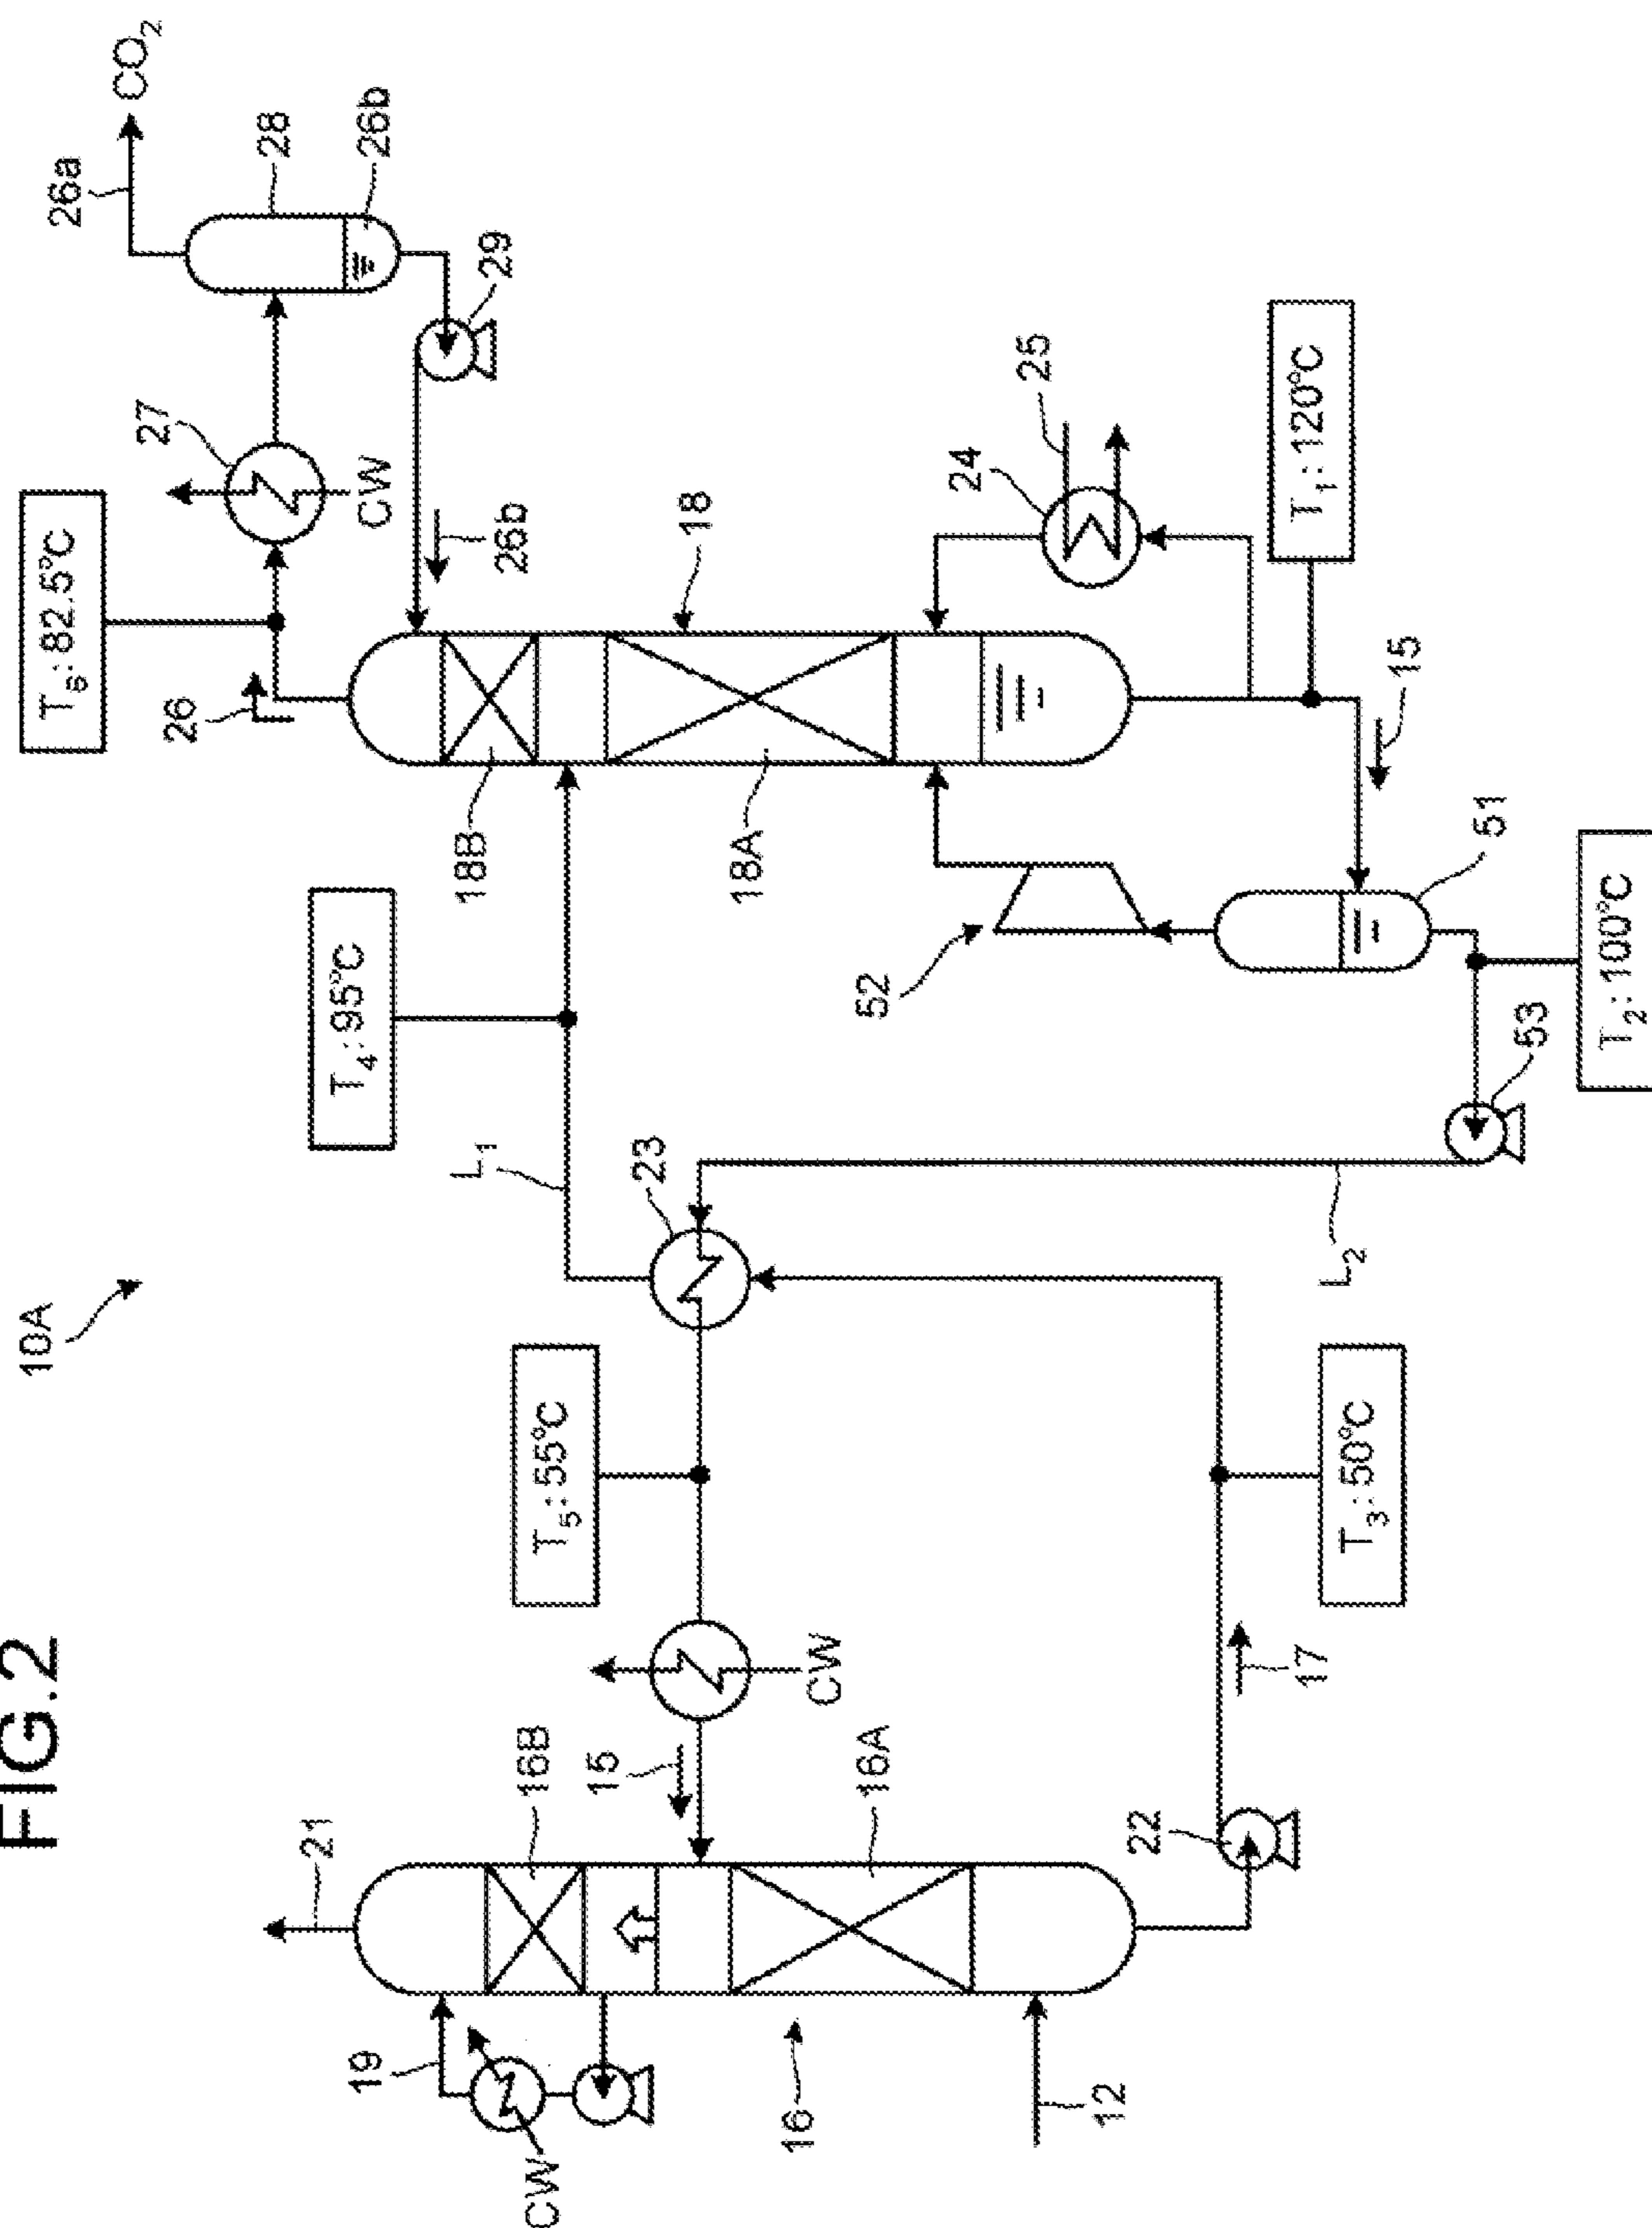 FIG.2
10A
T6: 82.5°C
26
27
CW
26a
CO2
28
26b
29
26b
18
18B
18A
24
25
T1: 120°C
15
51
52
53
T2: 100°C
T4: 95°C
L1
23
L2
T5: 55°C
T3: 50°C
CW
15
17
22
21
16B
16A
19
CW
16
12